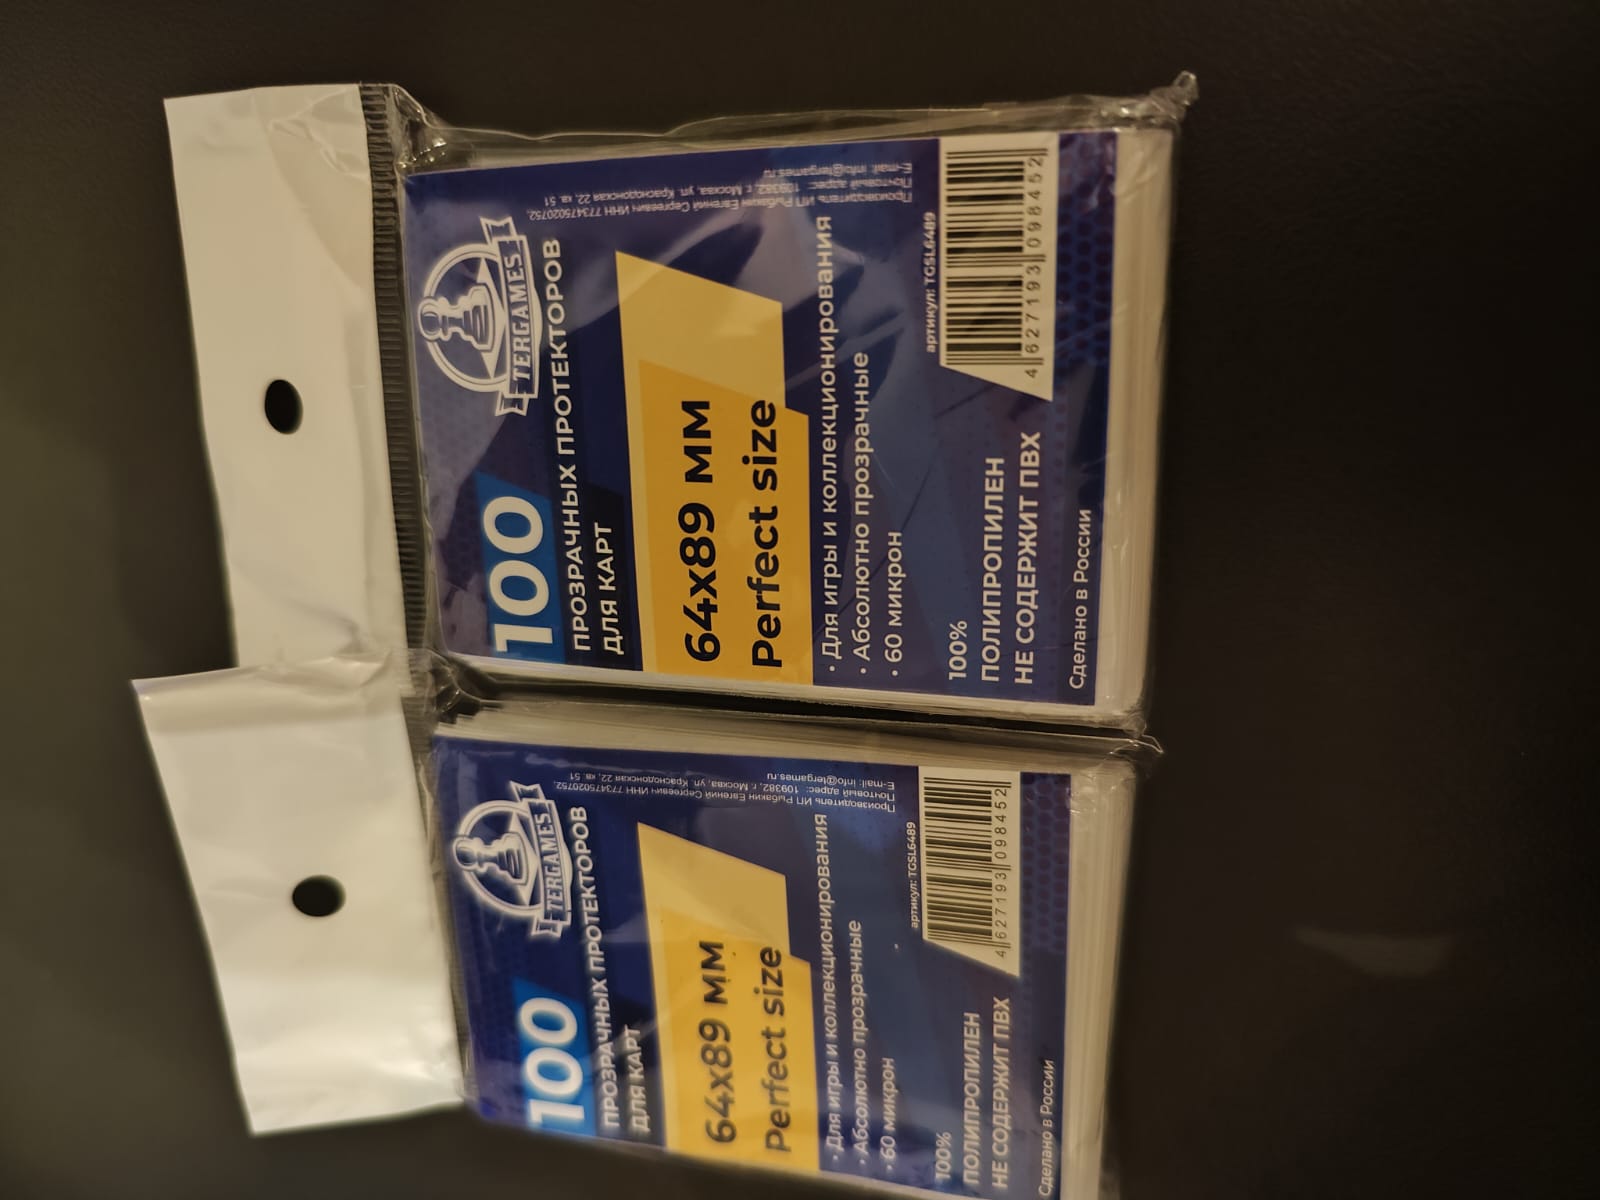 TERGAMES
100
ПРОЗРАЧНЫХ ПРОТЕКТОРОВ
ДЛЯ КАРТ
64x89 мм
Perfect size
• Для игры и коллекционирования
• Абсолютно прозрачные
• 60 микрон
100%
ПОЛИПРОПИЛЕН
НЕ СОДЕРЖИТ ПВХ
Сделано в России
артикул: TGSL6489
4 627193 098452
Производитель ИП Рыбакин Евгений Сергеевич ИНН 773475020752,
Почтовый адрес: 109382, г. Москва, ул. Краснодонская 22, кв. 51
E-mail: info@tergames.ru
TERGAMES
100
ПРОЗРАЧНЫХ ПРОТЕКТОРОВ
ДЛЯ КАРТ
64x89 мм
Perfect size
• Для игры и коллекционирования
• Абсолютно прозрачные
• 60 микрон
100%
ПОЛИПРОПИЛЕН
НЕ СОДЕРЖИТ ПВХ
Сделано в России
артикул: TGSL6489
4 627193 098452
Производитель ИП Рыбакин Евгений Сергеевич ИНН 773475020752,
Почтовый адрес: 109382, г. Москва, ул. Краснодонская 22, кв. 51
E-mail: info@tergames.ru